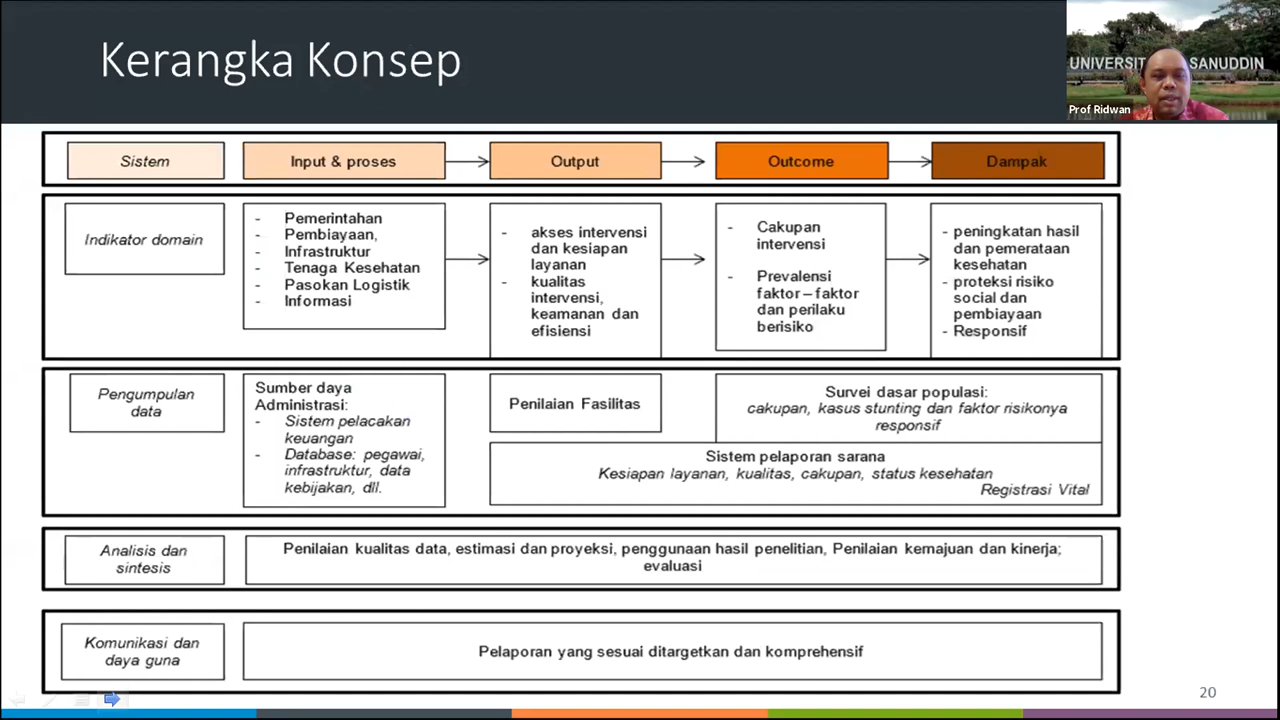 Kerangka Konsep
UNIVERSIT SANUDDIN
Prof Ridwan
Sistem
Input & proses
Output
Outcome
Dampak
Indikator domain
- Pemerintahan
- Pembiayaan,
- Infrastruktur
- Tenaga Kesehatan
- Pasokan Logistik
- Informasi
- akses intervensi
dan kesiapan
layanan
- kualitas
intervensi,
keamanan dan
efisiensi
- Cakupan
intervensi
- Prevalensi
faktor – faktor
dan perilaku
berisiko
- peningkatan hasil
dan pemerataan
kesehatan
- proteksi risiko
social dan
pembiayaan
- Responsif
Pengumpulan
data
Sumber daya
Administrasi:
- Sistem pelacakan
keuangan
- Database: pegawai,
infrastruktur, data
kebijakan, dll.
Penilaian Fasilitas
Survei dasar populasi:
cakupan, kasus stunting dan faktor risikonya
responsif
Sistem pelaporan sarana
Kesiapan layanan, kualitas, cakupan, status kesehatan
Registrasi Vital
Analisis dan
sintesis
Penilaian kualitas data, estimasi dan proyeksi, penggunaan hasil penelitian, Penilaian kemajuan dan kinerja;
evaluasi
Komunikasi dan
daya guna
Pelaporan yang sesuai ditargetkan dan komprehensif
20